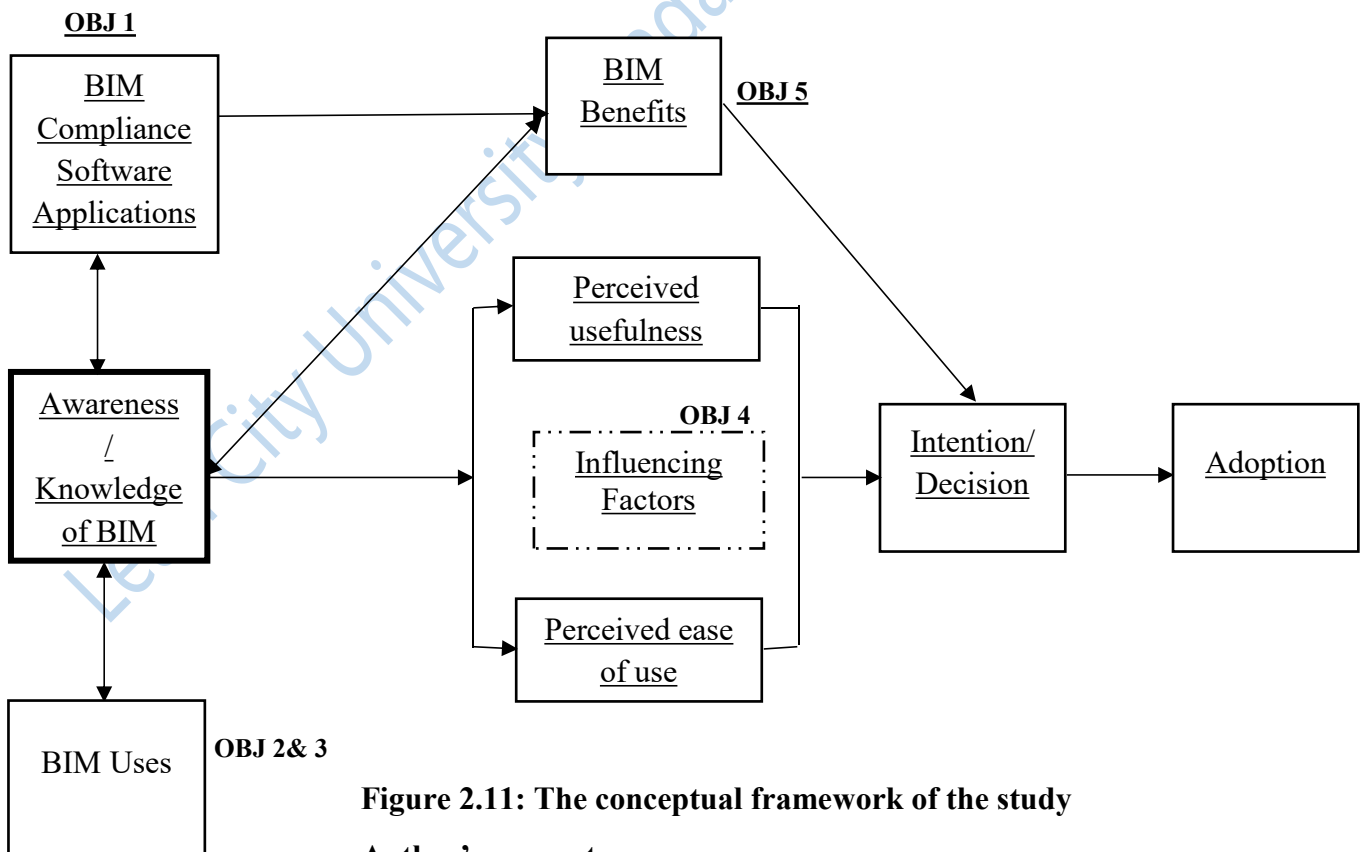 OBJ 1
BIM
Compliance
Software
Applications
BIM
Benefits
OBJ 5
Perceived
usefulness
Awareness
/
Knowledge
of BIM
OBJ 4
Influencing
Factors
Intention/
Decision
Adoption
Perceived ease
of use
BIM Uses
OBJ 2& 3
Figure 2.11: The conceptual framework of the study
City University